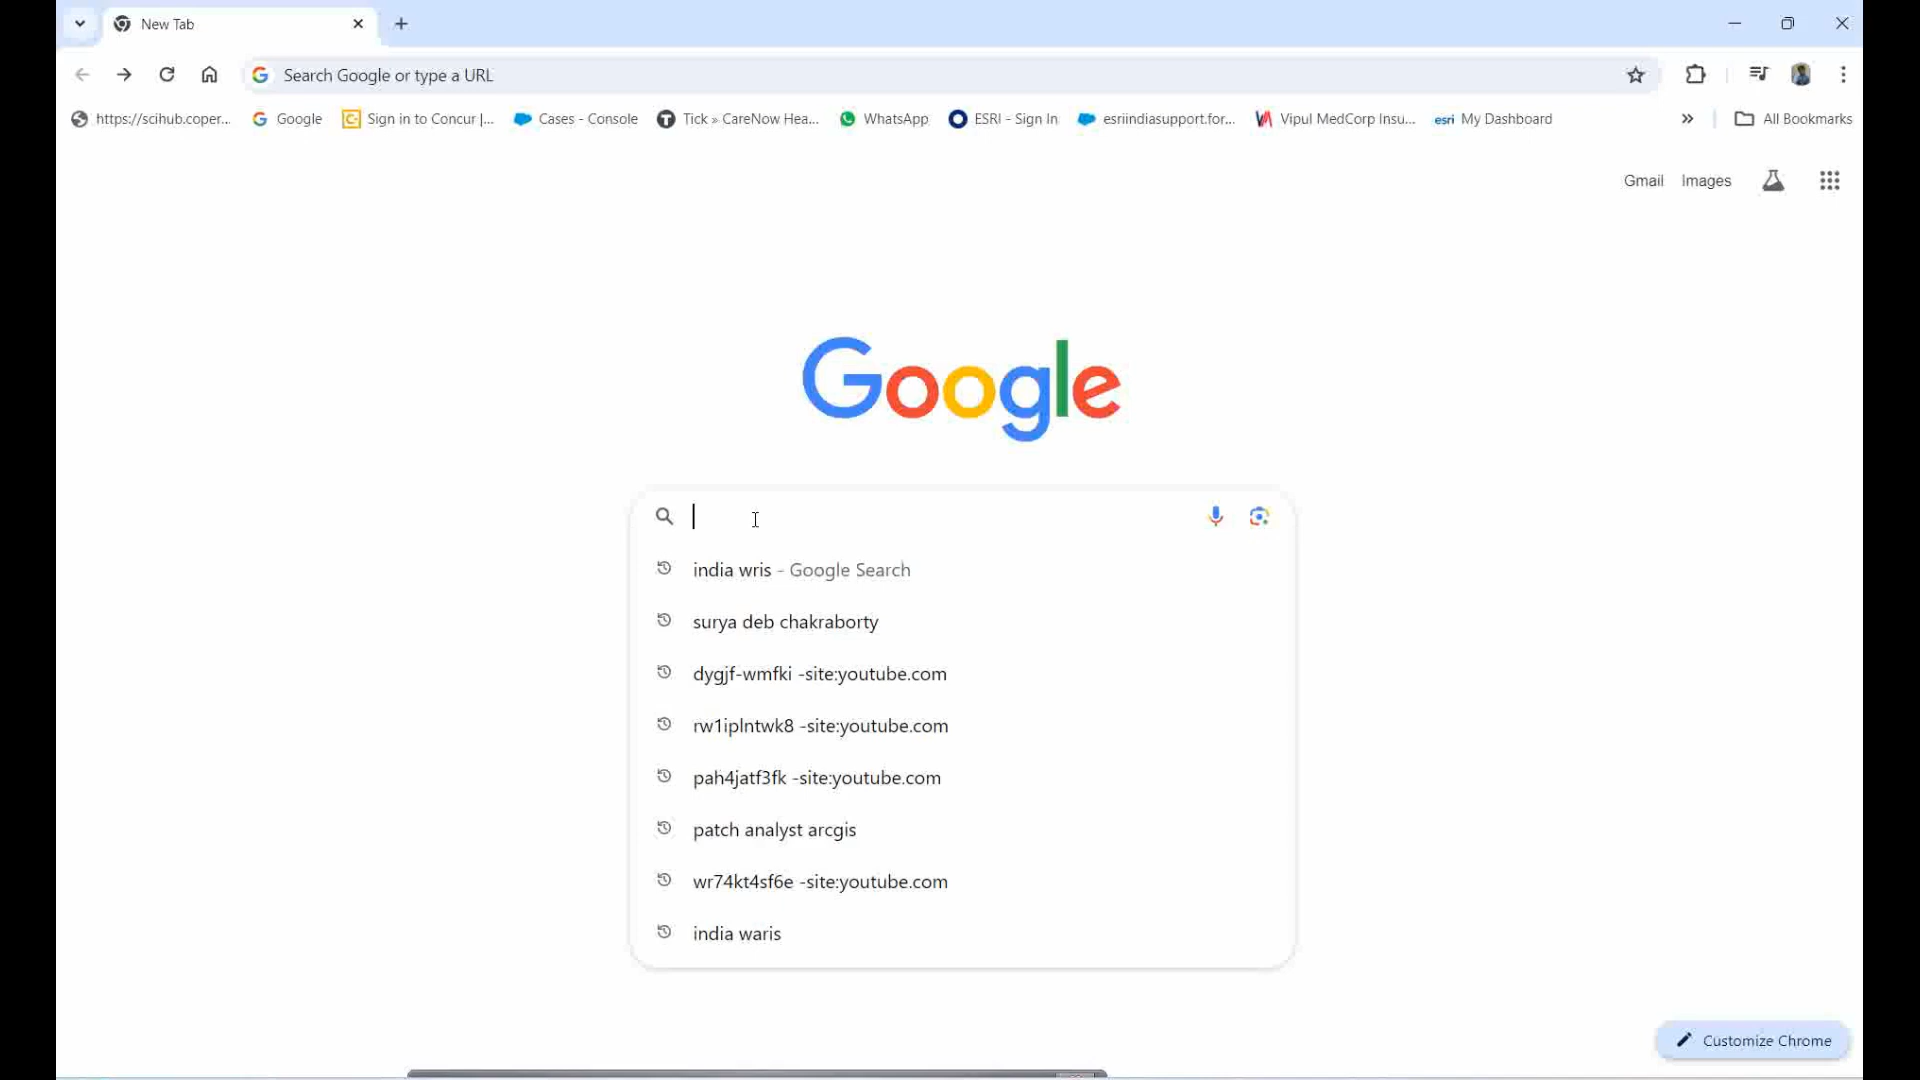 New Tab
Search Google or type a URL
https://scihub.coper... Google Sign in to Concur |... Cases - Console Tick » CareNow Hea... WhatsApp ESRI - Sign In esriindiasupport.for... Vipul MedCorp Insu... esri My Dashboard » All Bookmarks
Gmail Images
Google
india wris - Google Search
surya deb chakraborty
dygjf-wmfki -site:youtube.com
rw1iplntwk8 -site:youtube.com
pah4jatf3fk -site:youtube.com
patch analyst arcgis
wr74kt4sf6e -site:youtube.com
india waris
Customize Chrome